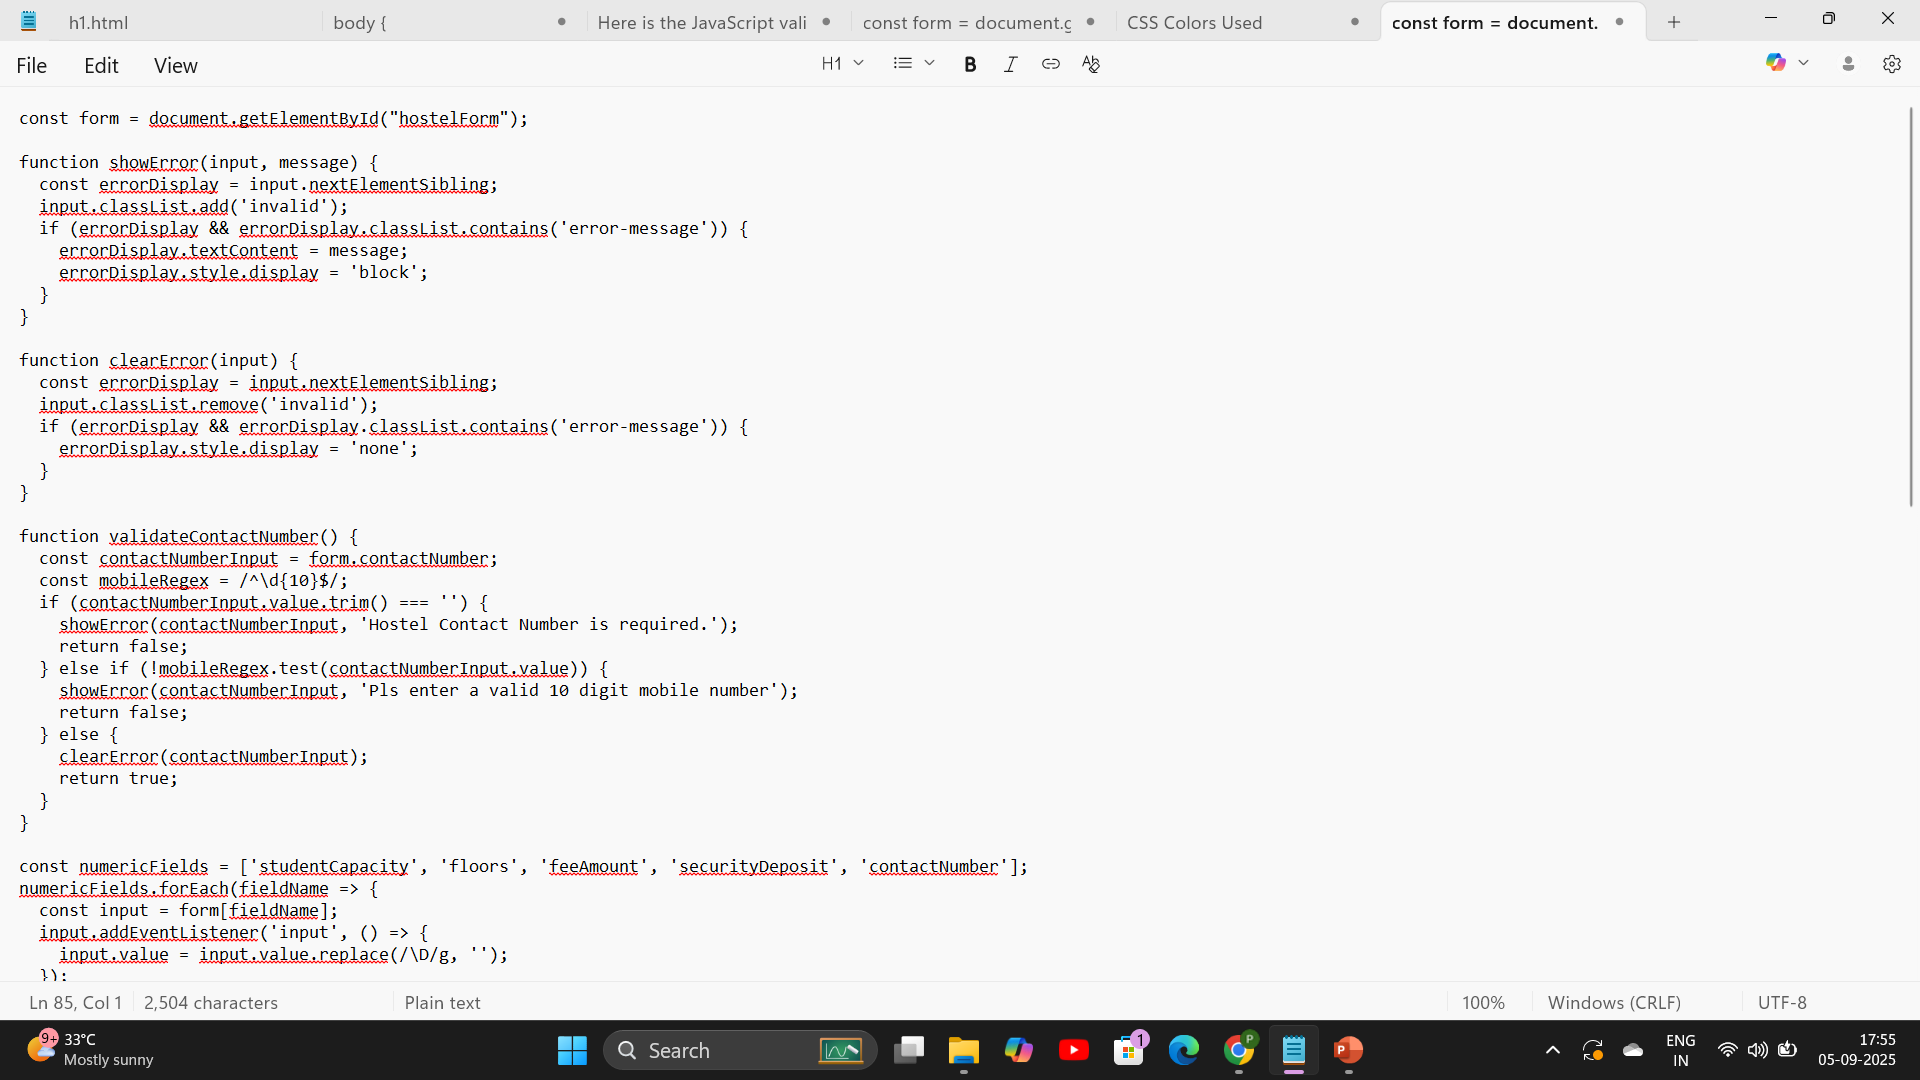 h1.html
body {
Here is the JavaScript vali
const form = document.g
CSS Colors Used
const form = document.
File
Edit
View
H1
B
I
const form = document.getElementById("hostelForm");
function showError(input, message) {
  const errorDisplay = input.nextElementSibling;
  input.classList.add('invalid');
  if (errorDisplay && errorDisplay.classList.contains('error-message')) {
    errorDisplay.textContent = message;
    errorDisplay.style.display = 'block';
  }
}
function clearError(input) {
  const errorDisplay = input.nextElementSibling;
  input.classList.remove('invalid');
  if (errorDisplay && errorDisplay.classList.contains('error-message')) {
    errorDisplay.style.display = 'none';
  }
}
function validateContactNumber() {
  const contactNumberInput = form.contactNumber;
  const mobileRegex = /^\d{10}$/;
  if (contactNumberInput.value.trim() === '') {
    showError(contactNumberInput, 'Hostel Contact Number is required.');
    return false;
  } else if (!mobileRegex.test(contactNumberInput.value)) {
    showError(contactNumberInput, 'Pls enter a valid 10 digit mobile number');
    return false;
  } else {
    clearError(contactNumberInput);
    return true;
  }
}
const numericFields = ['studentCapacity', 'floors', 'feeAmount', 'securityDeposit', 'contactNumber'];
numericFields.forEach(fieldName => {
  const input = form[fieldName];
  input.addEventListener('input', () => {
    input.value = input.value.replace(/\D/g, '');
  });
Ln 85, Col 1
2,504 characters
Plain text
100%
Windows (CRLF)
UTF-8
9+
33°C
Mostly sunny
Search
1
P
P
ENG
IN
17:55
05-09-2025